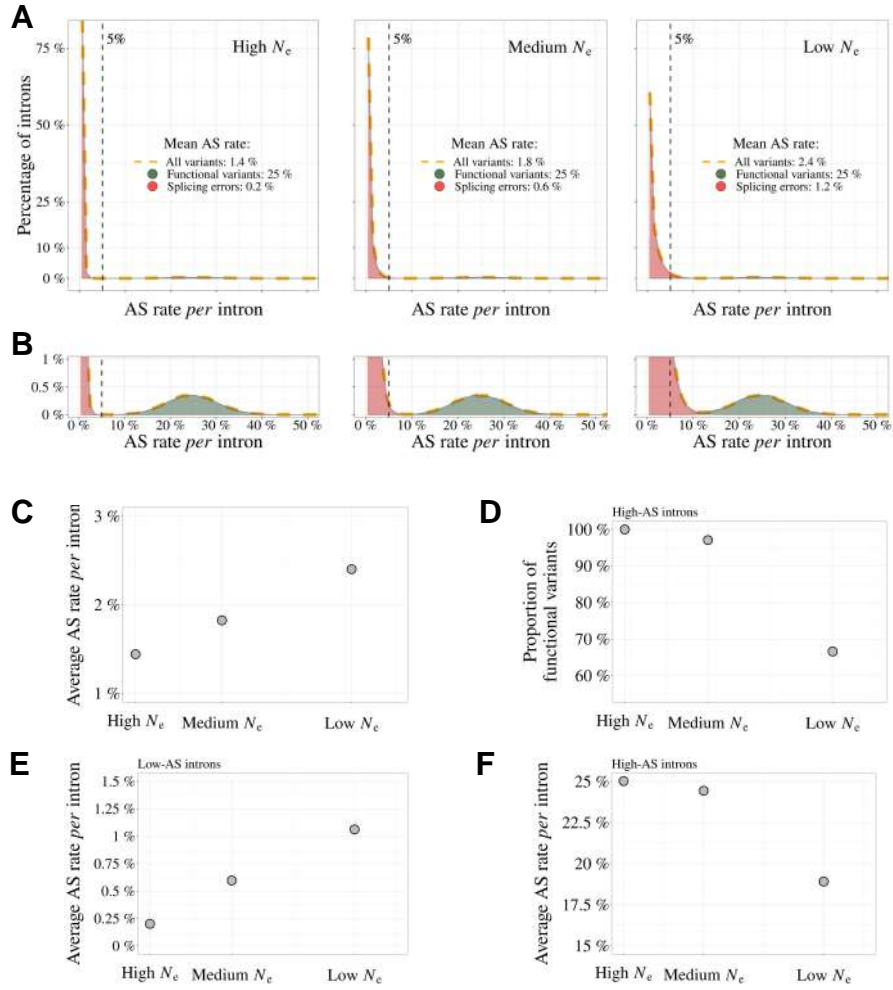 A
Percentage of introns
75 %
50 %
25 %
10 %
0 %
5%
High Ne
Mean AS rate:
All variants: 1.4 %
Functional variants: 25 %
Splicing errors: 0.2 %
AS rate per intron
5%
Medium Ne
Mean AS rate:
All variants: 1.8 %
Functional variants: 25 %
Splicing errors: 0.6 %
AS rate per intron
5%
Low Ne
Mean AS rate:
All variants: 2.4 %
Functional variants: 25 %
Splicing errors: 1.2 %
AS rate per intron
B
1 %
0.5 %
0 %
0 % 10 % 20 % 30 % 40 % 50 %
AS rate per intron
0 % 10 % 20 % 30 % 40 % 50 %
AS rate per intron
0 % 10 % 20 % 30 % 40 % 50 %
AS rate per intron
C
Average AS rate per intron
3 %
2 %
1 %
High Ne Medium Ne Low Ne
D
High-AS introns
Proportion of
functional variants
100 %
90 %
80 %
70 %
60 %
High Ne Medium Ne Low Ne
E
Low-AS introns
Average AS rate per intron
1.5 %
1.25 %
1 %
0.75 %
0.5 %
0.25 %
0 %
High Ne Medium Ne Low Ne
F
High-AS introns
Average AS rate per intron
25 %
22.5 %
20 %
17.5 %
15 %
High Ne Medium Ne Low Ne